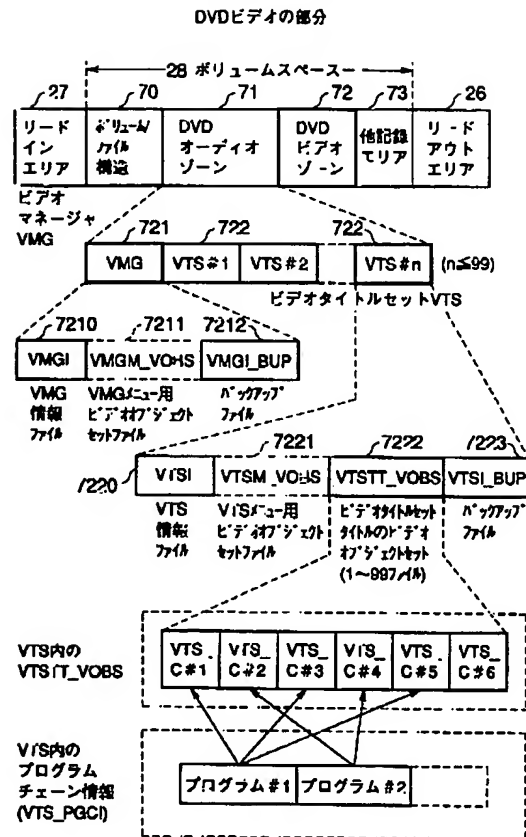 DVDビデオの部分
28 ボリュームスペース
27 70 71 72 73 26
リード
イン
エリア
ボリューム/
ファイル
構造
DVD
オーディオ
ゾーン
DVD
ビデオ
ゾーン
他記録
エリア
リード
アウト
エリア
ビデオ
マネージャ
VMG
721 722 722
VMG VTS#1 VTS#2 VTS#n (n≦99)
ビデオタイトルセットVTS
7210 7211 7212
VMGI VMGM_VOBS VMGI_BUP
VMG
情報
ファイル
VMGメニュー用
ビデオオブジェクト
セットファイル
バックアップ
ファイル
7220 7221 7222 7223
VTSI VTSM_VOBS VTSTT_VOBS VTSI_BUP
VTS
情報
ファイル
VTSメニュー用
ビデオオブジェクト
セットファイル
ビデオタイトルセット
タイトルのビデオ
オブジェクトセット
(1〜99ファイル)
バックアップ
ファイル
VTS内の
VTSTT_VOBS
VTS_
C#1
VTS_
C#2
VTS_
C#3
VTS_
C#4
VTS_
C#5
VTS_
C#6
VTS内の
プログラム
チェーン情報
(VTS_PGCI)
プログラム#1 プログラム#2